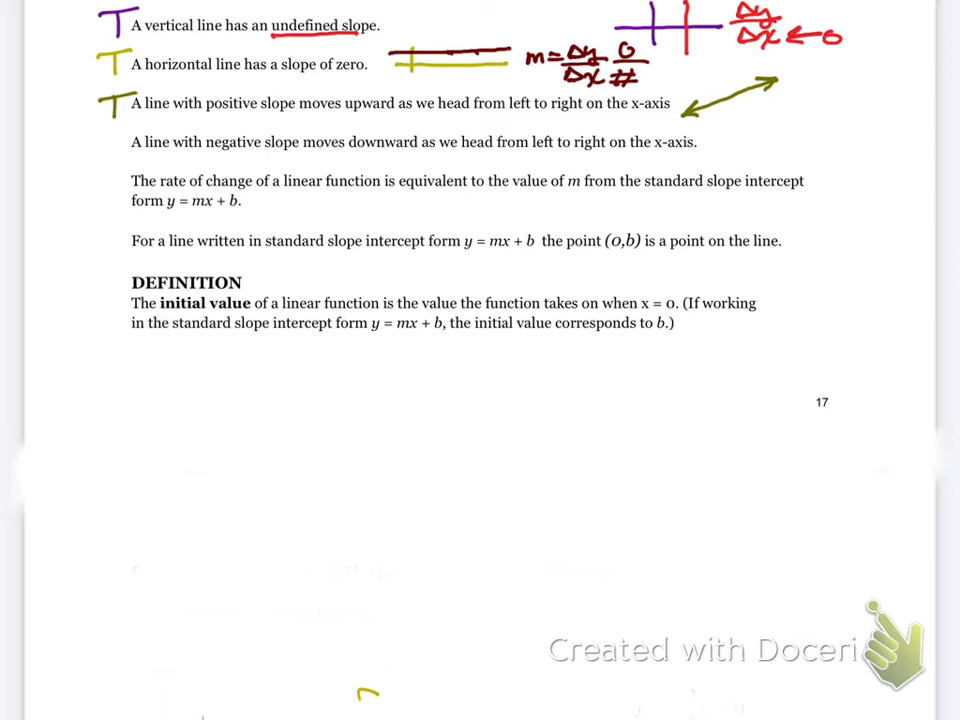 T A vertical line has an undefined slope. Δy
Δx ← 0
T A horizontal line has a slope of zero. m = Δy 0
Δx #
T A line with positive slope moves upward as we head from left to right on the x-axis
A line with negative slope moves downward as we head from left to right on the x-axis.
The rate of change of a linear function is equivalent to the value of m from the standard slope intercept
form y = mx + b.
For a line written in standard slope intercept form y = mx + b the point (0,b) is a point on the line.
DEFINITION
The initial value of a linear function is the value the function takes on when x = 0. (If working
in the standard slope intercept form y = mx + b, the initial value corresponds to b.)
17
Created with Doceri